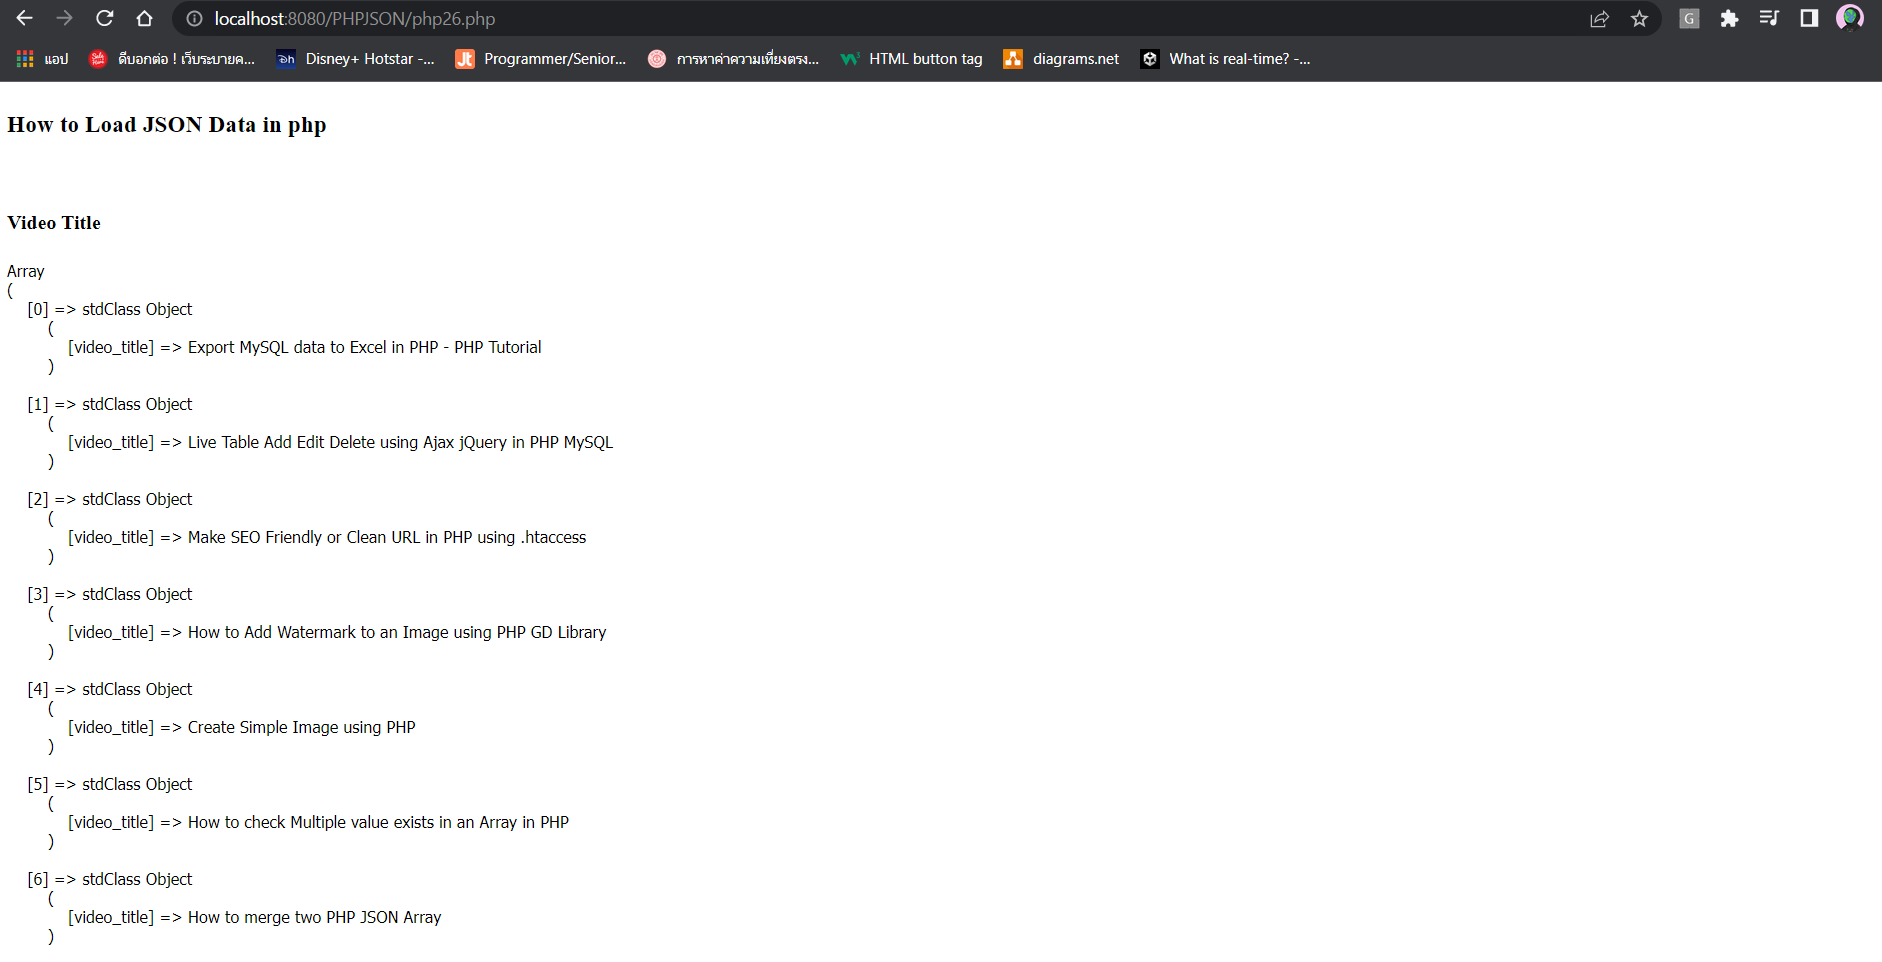 localhost:8080/PHPJSON/php26.php
G
แอป
ดีบอกต่อ ! เว็บระบายค...
Disney+ Hotstar -...
Programmer/Senior...
การหาค่าความเที่ยงตรง...
HTML button tag
diagrams.net
What is real-time? -...
How to Load JSON Data in php
Video Title
Array
(
[0] => stdClass Object
(
[video_title] => Export MySQL data to Excel in PHP - PHP Tutorial
)
[1] => stdClass Object
(
[video_title] => Live Table Add Edit Delete using Ajax jQuery in PHP MySQL
)
[2] => stdClass Object
(
[video_title] => Make SEO Friendly or Clean URL in PHP using .htaccess
)
[3] => stdClass Object
(
[video_title] => How to Add Watermark to an Image using PHP GD Library
)
[4] => stdClass Object
(
[video_title] => Create Simple Image using PHP
)
[5] => stdClass Object
(
[video_title] => How to check Multiple value exists in an Array in PHP
)
[6] => stdClass Object
(
[video_title] => How to merge two PHP JSON Array
)